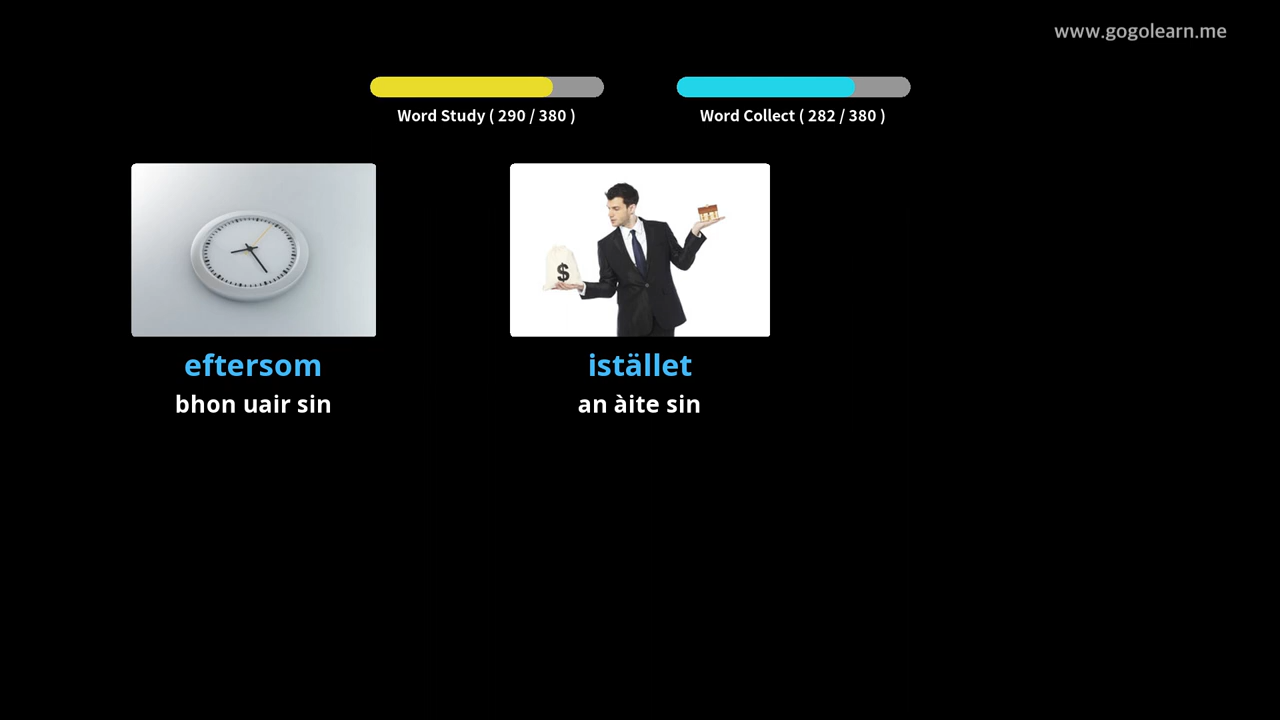 www.gogolearn.me
Word Study ( 290 / 380 )
Word Collect ( 282 / 380 )
$
eftersom
istället
bhon uair sin
an àite sin